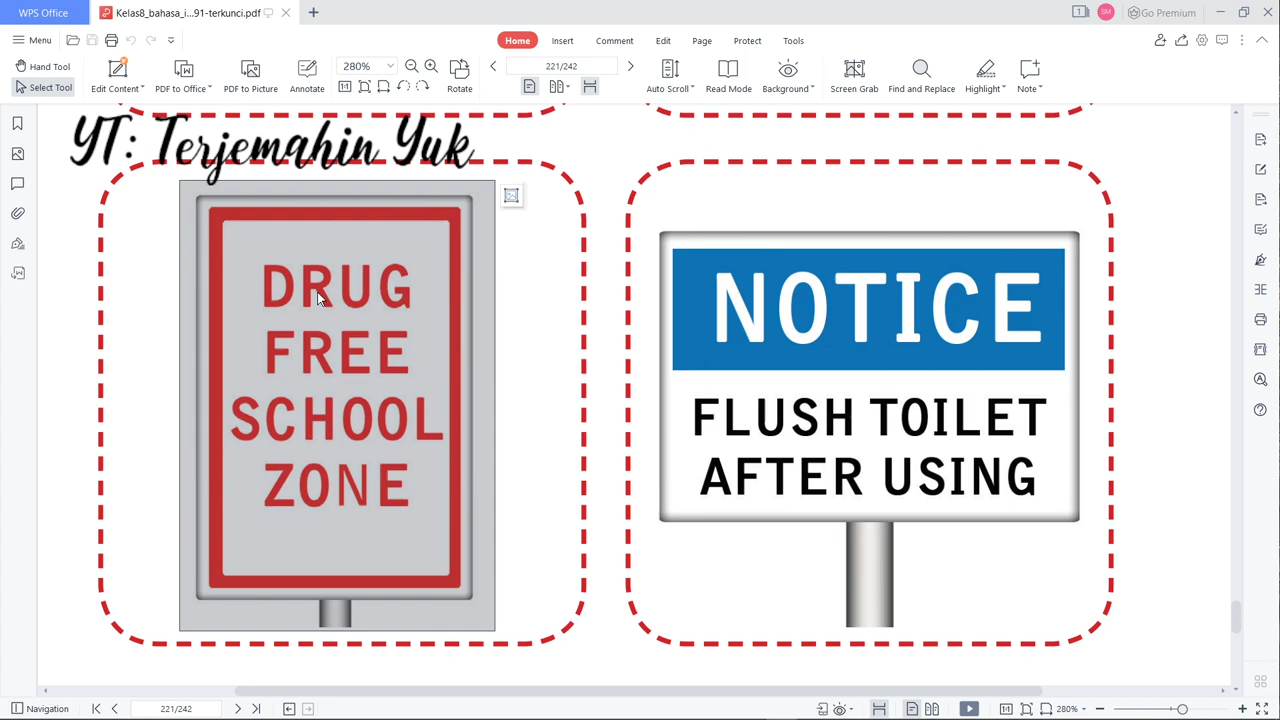 WPS Office
Kelas8_bahasa_i...91-terkunci.pdf
1
SM
Go Premium
Menu
Home
Insert
Comment
Edit
Page
Protect
Tools
Hand Tool
Select Tool
Edit Content
PDF to Office
PDF to Picture
Annotate
280%
Rotate
221/242
Auto Scroll
Read Mode
Background
Screen Grab
Find and Replace
Highlight
Note
YT: Terjemahin Yuk
DRUG
FREE
SCHOOL
ZONE
NOTICE
FLUSH TOILET
AFTER USING
Navigation
221/242
280%